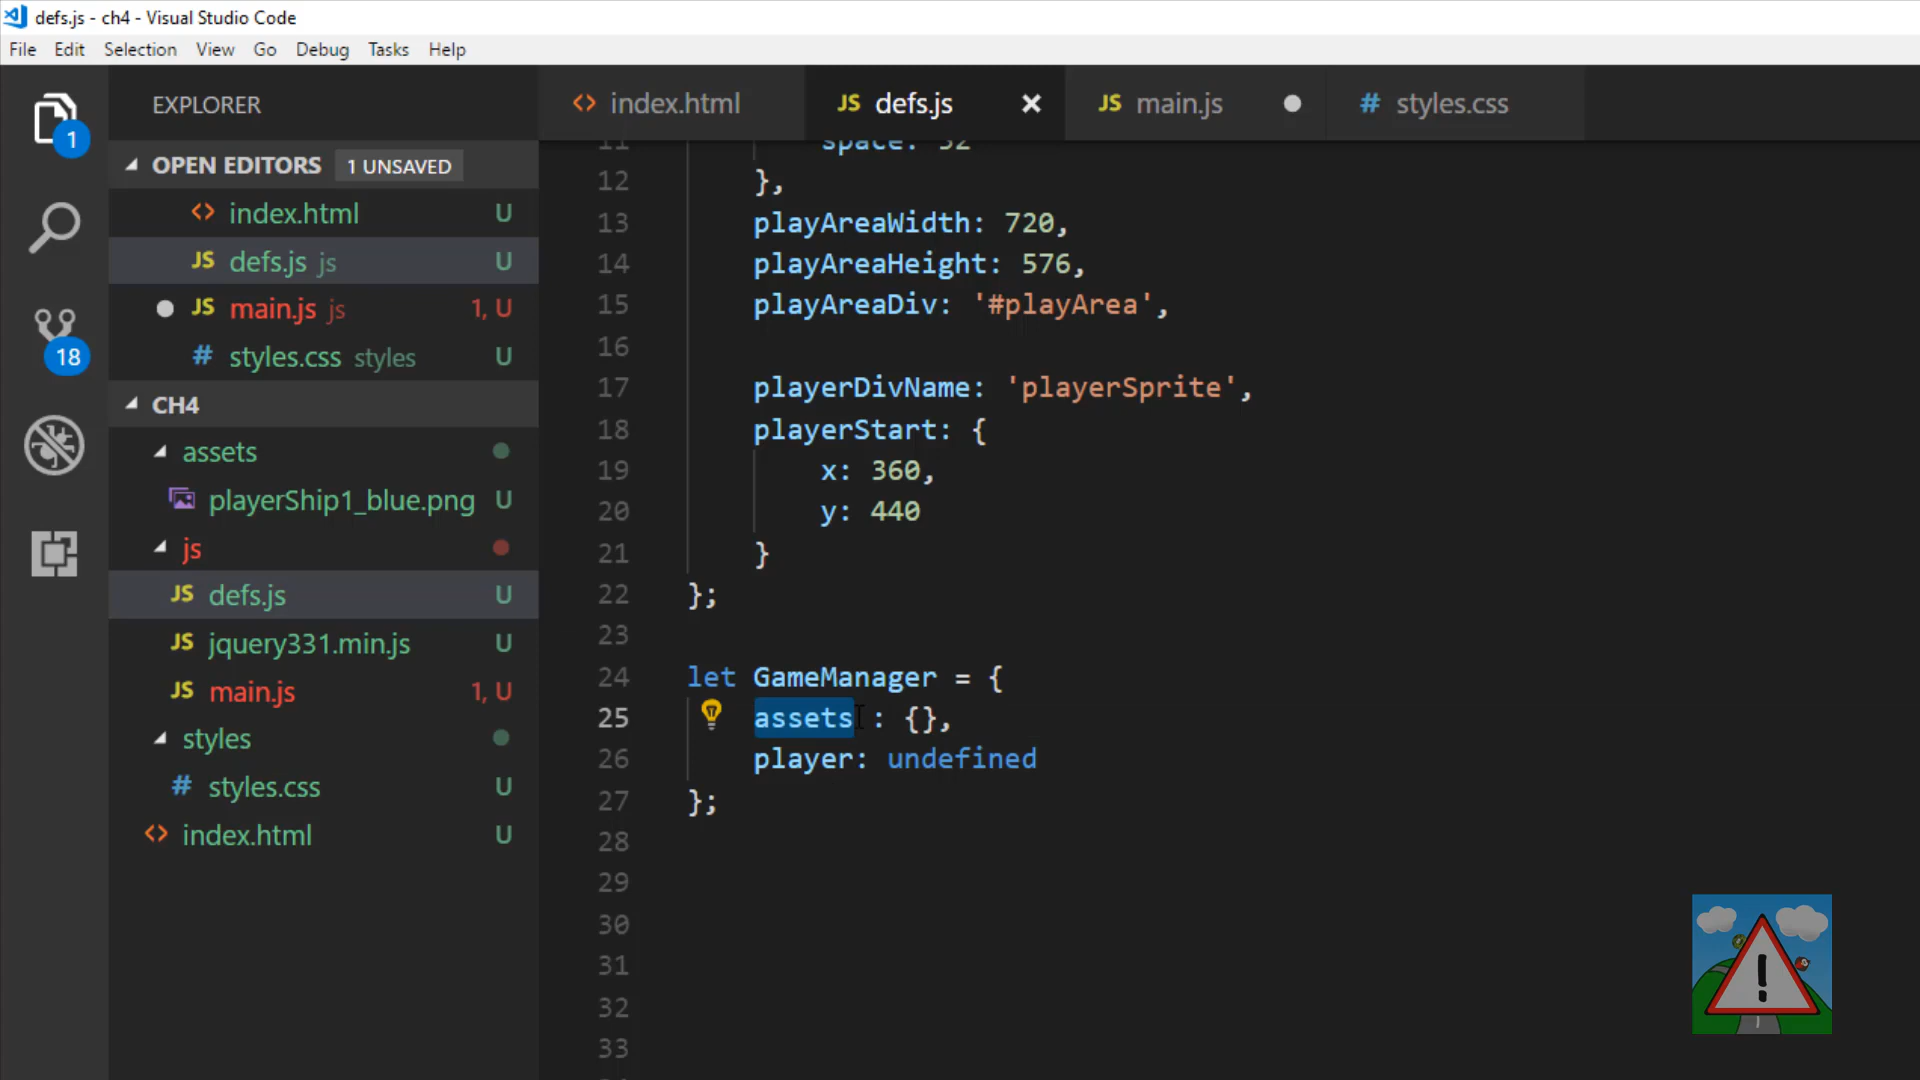 defs.js - ch4 - Visual Studio Code
File Edit Selection View Go Debug Tasks Help
EXPLORER
1
OPEN EDITORS 1 UNSAVED
index.html U
defs.js js U
main.js js 1, U
styles.css styles U
18
CH4
assets
playerShip1_blue.png U
js
JS defs.js U
JS jquery331.min.js U
JS main.js 1, U
styles
# styles.css U
<> index.html U
<> index.html
JS defs.js
JS main.js
# styles.css
11 space: 32
12 },
13 playAreaWidth: 720,
14 playAreaHeight: 576,
15 playAreaDiv: '#playArea',
16
17 playerDivName: 'playerSprite',
18 playerStart: {
19 x: 360,
20 y: 440
21 }
22 };
23
24 let GameManager = {
25 assets : {},
26 player: undefined
27 };
28
29
30
31
32
33